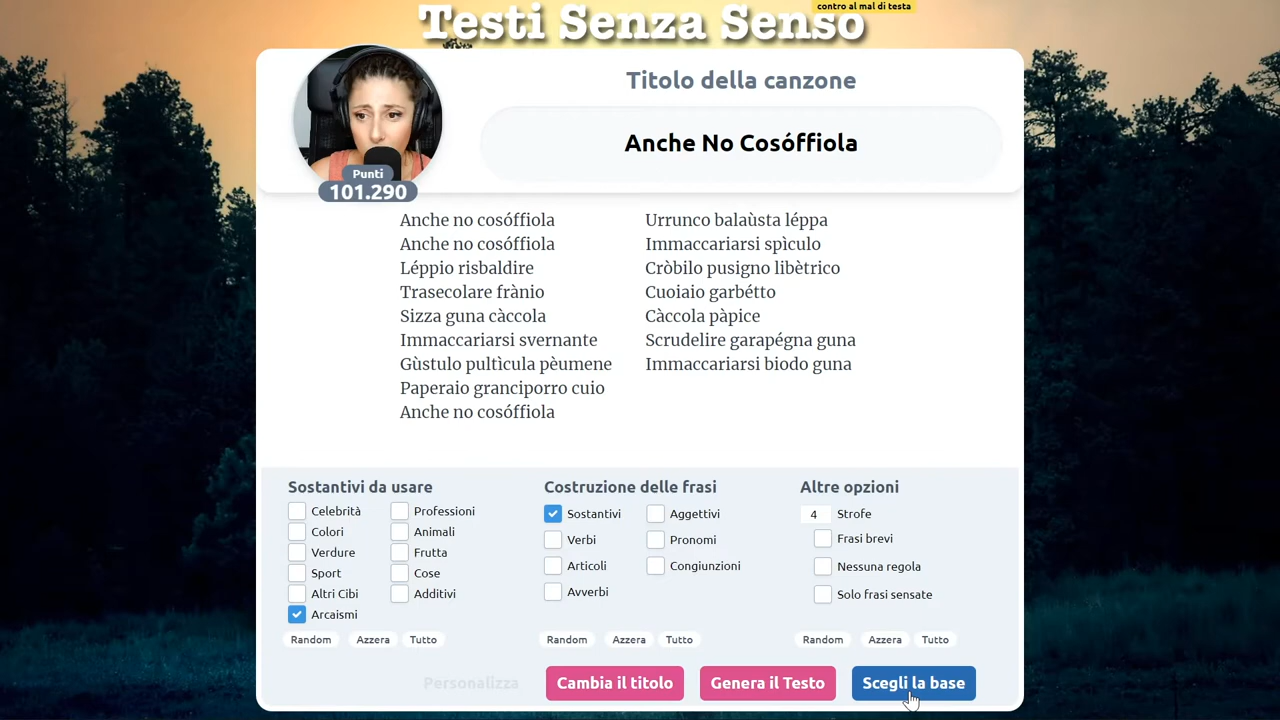 contro al mal di testa
Testi Senza Senso
Titolo della canzone
Anche No Cosóffiola
Punti
101.290
Anche no cosóffiola
Anche no cosóffiola
Léppio risbaldire
Trasecolare frànio
Sizza guna càccola
Immaccariarsi svernante
Gùstulo pultìcula pèumene
Paperaio granciporro cuio
Anche no cosóffiola
Urrunco balaùsta léppa
Immaccariarsi spìculo
Cròbilo pusigno libètrico
Cuoiaio garbétto
Càccola pàpice
Scrudelire garapégna guna
Immaccariarsi biodo guna
Sostantivi da usare
Celebrità
Professioni
Colori
Animali
Verdure
Frutta
Sport
Cose
Altri Cibi
Additivi
Arcaismi
Random Azzera Tutto
Costruzione delle frasi
Sostantivi
Aggettivi
Verbi
Pronomi
Articoli
Congiunzioni
Avverbi
Random Azzera Tutto
Altre opzioni
4 Strofe
Frasi brevi
Nessuna regola
Solo frasi sensate
Random Azzera Tutto
Personalizza
Cambia il titolo
Genera il Testo
Scegli la base